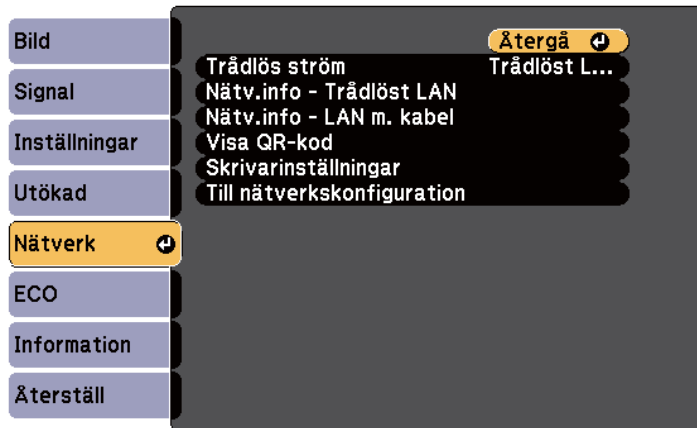 Bild
Signal
Inställningar
Utökad
Nätverk
ECO
Information
Återställ
Återgå
Trådlös ström Trådlöst L...
Nätv.info - Trådlöst LAN
Nätv.info - LAN m. kabel
Visa QR-kod
Skrivarinställningar
Till nätverkskonfiguration